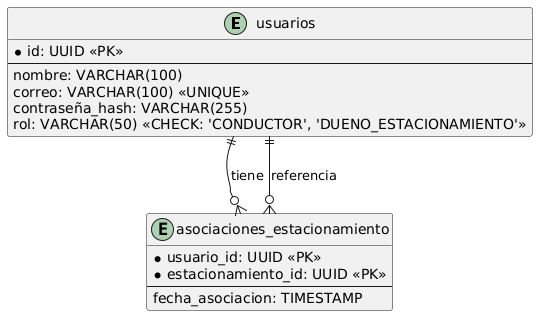 E usuarios
id: UUID «PK»
nombre: VARCHAR(100)
correo: VARCHAR(100) «UNIQUE»
contraseña_hash: VARCHAR(255)
rol: VARCHAR(50) «CHECK: 'CONDUCTOR', 'DUENO_ESTACIONAMIENTO'»
tiene
referencia
E asociaciones_estacionamiento
usuario_id: UUID «PK»
estacionamiento_id: UUID «PK»
fecha_asociacion: TIMESTAMP